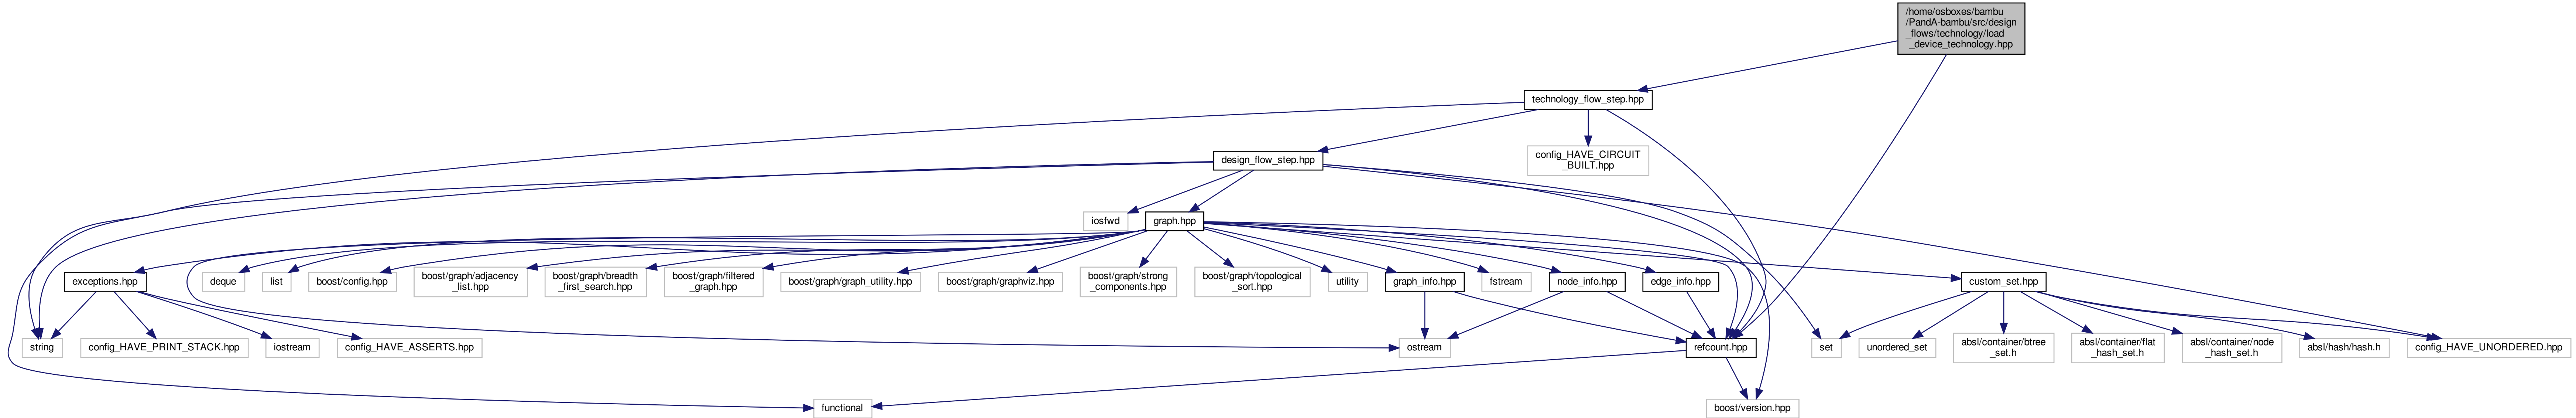 /home/osboxes/bambu
/PandA-bambu/src/design
_flows/technology/load
_device_technology.hpp
technology_flow_step.hpp
design_flow_step.hpp
config_HAVE_CIRCUIT
_BUILT.hpp
iosfwd
graph.hpp
exceptions.hpp
deque
list
boost/config.hpp
boost/graph/adjacency
_list.hpp
boost/graph/breadth
_first_search.hpp
boost/graph/filtered
_graph.hpp
boost/graph/graph_utility.hpp
boost/graph/graphviz.hpp
boost/graph/strong
_components.hpp
boost/graph/topological
_sort.hpp
utility
graph_info.hpp
fstream
node_info.hpp
edge_info.hpp
custom_set.hpp
string
config_HAVE_PRINT_STACK.hpp
iostream
config_HAVE_ASSERTS.hpp
ostream
refcount.hpp
set
unordered_set
absl/container/btree
_set.h
absl/container/flat
_hash_set.h
absl/container/node
_hash_set.h
absl/hash/hash.h
config_HAVE_UNORDERED.hpp
functional
boost/version.hpp